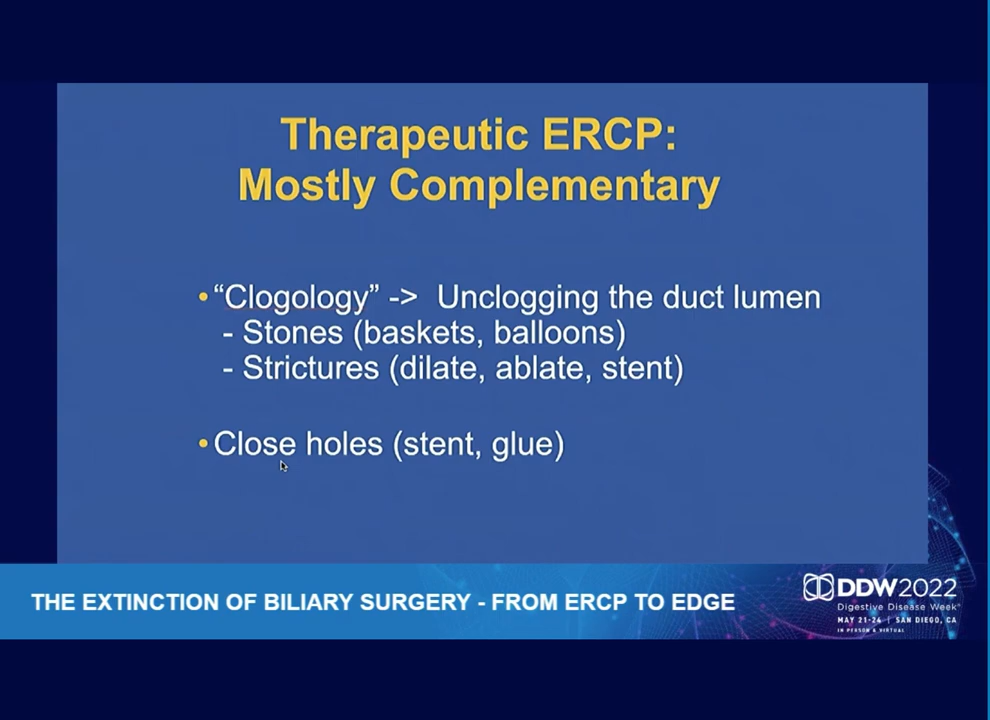 Therapeutic ERCP:
Mostly Complementary
•“Clogology” -> Unclogging the duct lumen
- Stones (baskets, balloons)
- Strictures (dilate, ablate, stent)
•Close holes (stent, glue)
THE EXTINCTION OF BILIARY SURGERY - FROM ERCP TO EDGE
DDW2022
Digestive Disease Week®
MAY 21-24 | SAN DIEGO, CA
IN PERSON & VIRTUAL